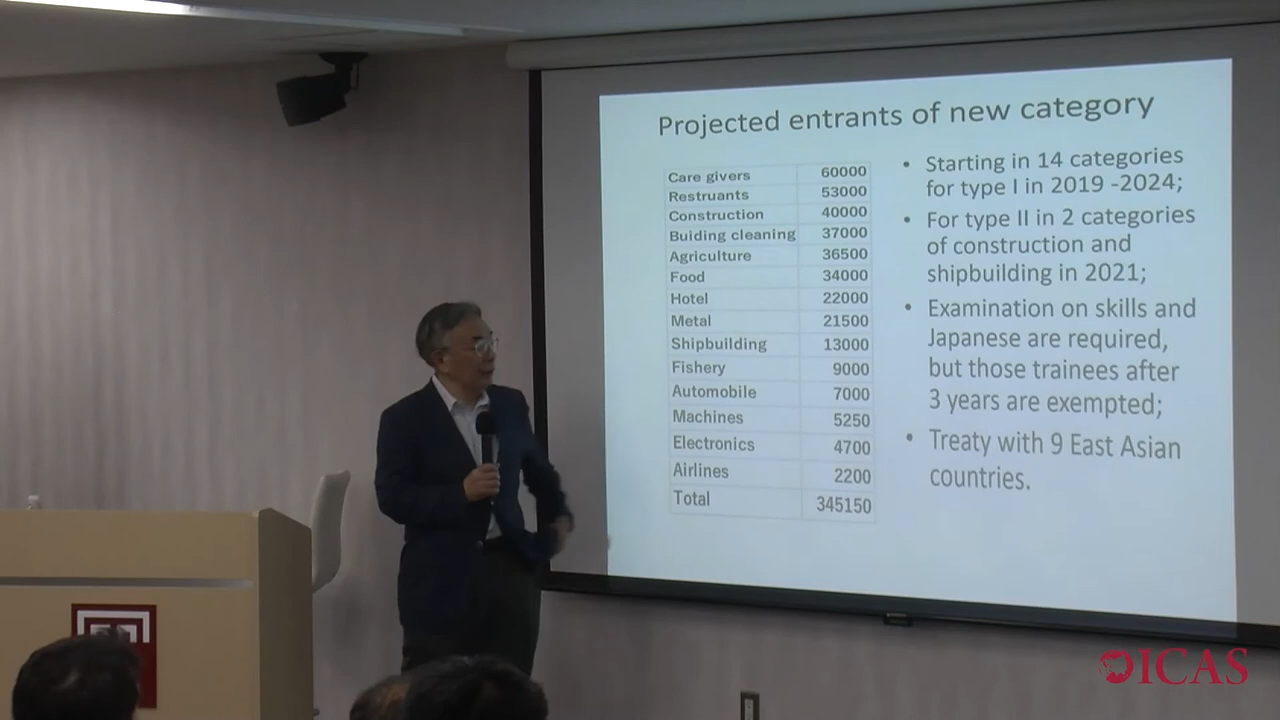 Projected entrants of new category
Care givers 60000
Restruants 53000
Construction 40000
Buiding cleaning 37000
Agriculture 36500
Food 34000
Hotel 22000
Metal 21500
Shipbuilding 13000
Fishery 9000
Automobile 7000
Machines 5250
Electronics 4700
Airlines 2200
Total 345150
• Starting in 14 categories
for type I in 2019 -2024;
• For type II in 2 categories
of construction and
shipbuilding in 2021;
• Examination on skills and
Japanese are required,
but those trainees after
3 years are exempted;
• Treaty with 9 East Asian
countries.
ICAS